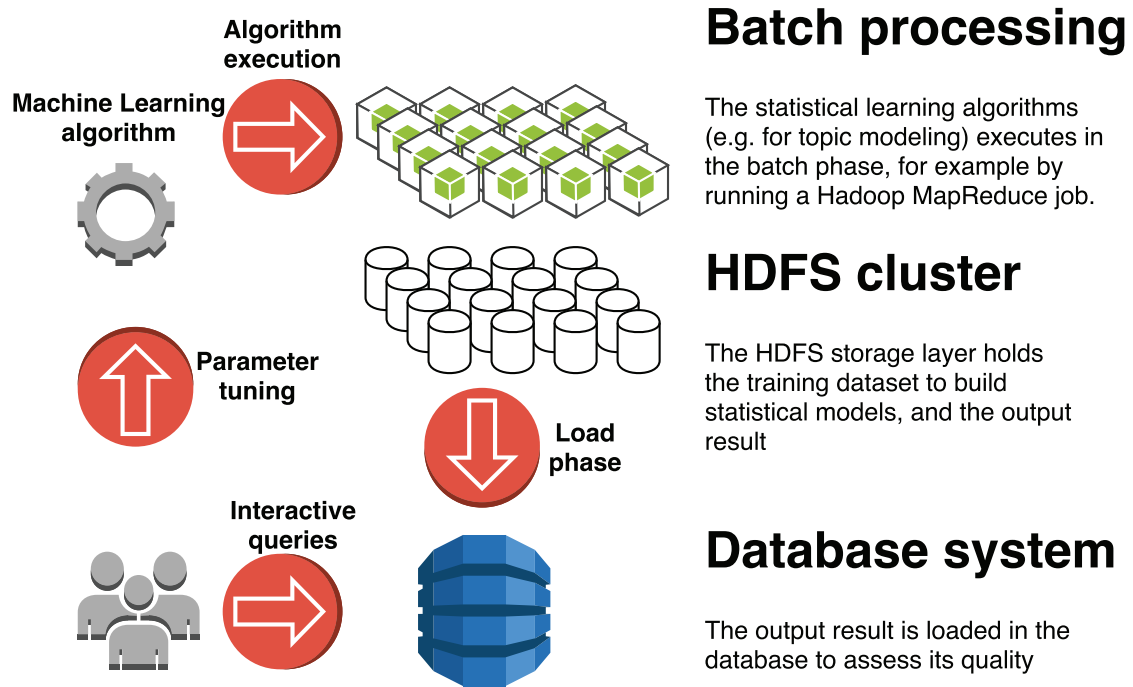 Algorithm
execution
Machine Learning
algorithm
Batch processing
The statistical learning algorithms
(e.g. for topic modeling) executes in
the batch phase, for example by
running a Hadoop MapReduce job.
HDFS cluster
The HDFS storage layer holds
the training dataset to build
statistical models, and the output
result
Parameter
tuning
Load
phase
Interactive
queries
Database system
The output result is loaded in the
database to assess its quality